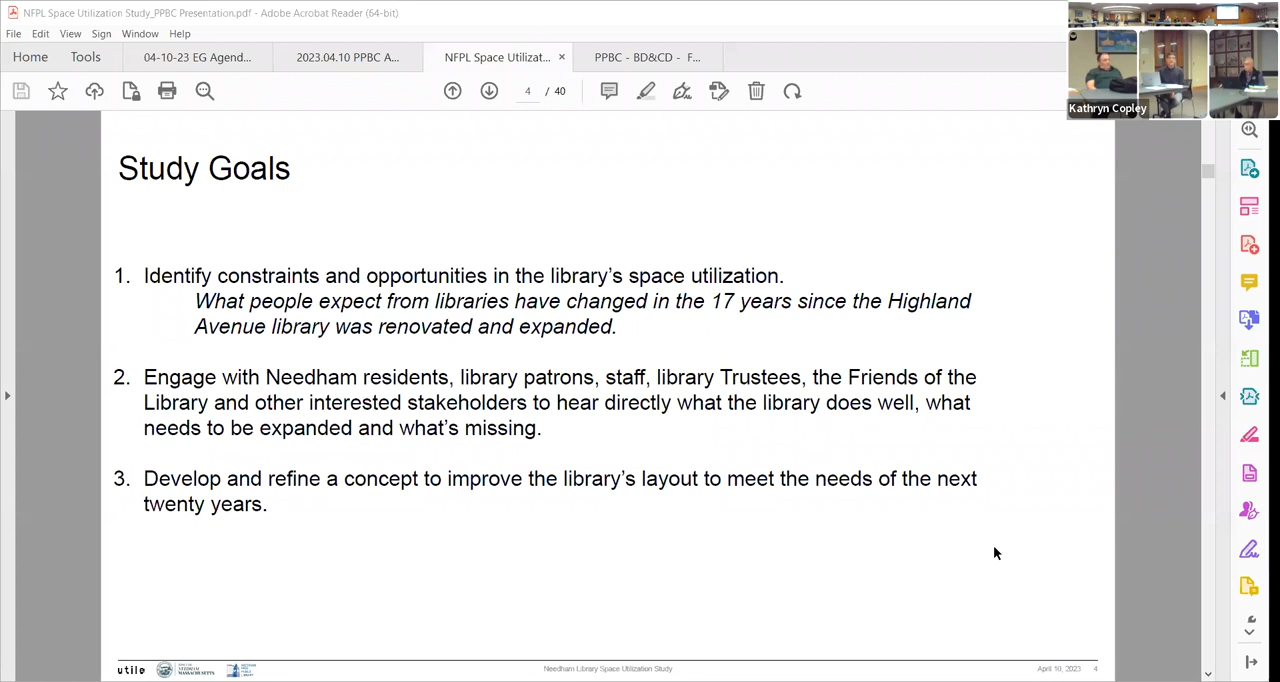 NFPL Space Utilization Study_PPBC Presentation.pdf - Adobe Acrobat Reader (64-bit)
File Edit View Sign Window Help
Home Tools 04-10-23 EG Agend... 2023.04.10 PPBC A... NFPL Space Utilizat... × PPBC - BD&CD - F...
4 / 40
Kathryn Copley
Study Goals
1. Identify constraints and opportunities in the library's space utilization.
What people expect from libraries have changed in the 17 years since the Highland
Avenue library was renovated and expanded.
2. Engage with Needham residents, library patrons, staff, library Trustees, the Friends of the
Library and other interested stakeholders to hear directly what the library does well, what
needs to be expanded and what's missing.
3. Develop and refine a concept to improve the library's layout to meet the needs of the next
twenty years.
utile
NEEDHAM
MASSACHUSETTS
Needham Library Space Utilization Study
April 10, 2023 4